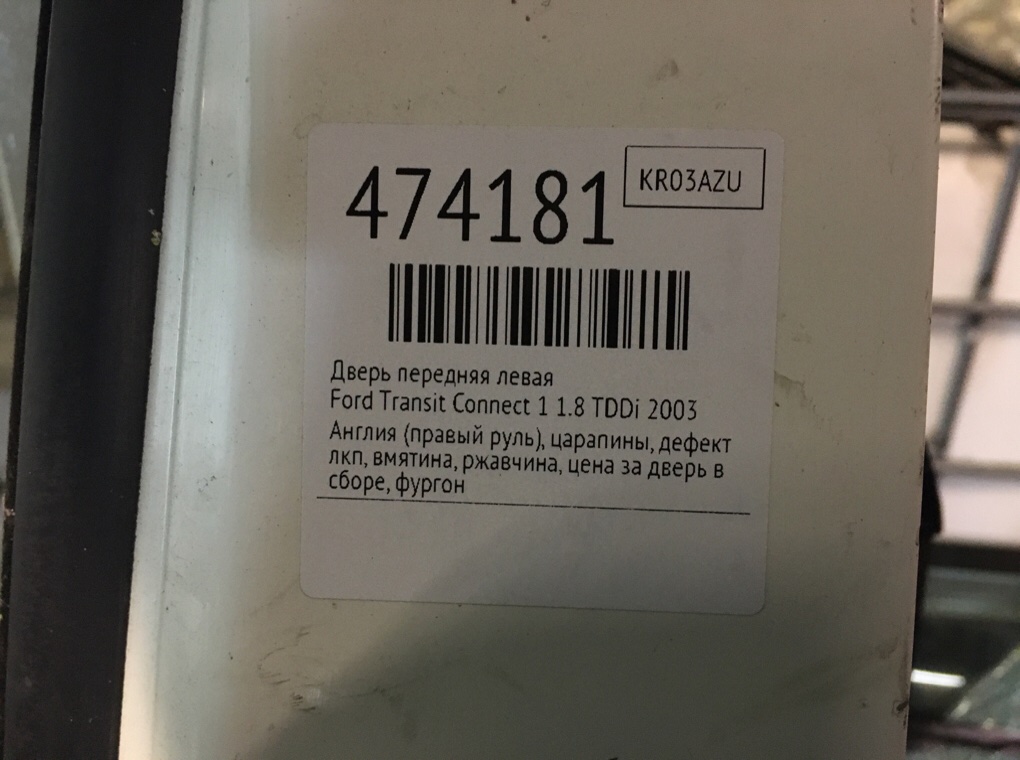 474181
KR03AZU
Дверь передняя левая
Ford Transit Connect 1 1.8 TDDi 2003
Англия (правый руль), царапины, дефект
лкп, вмятина, ржавчина, цена за дверь в
сборе, фургон